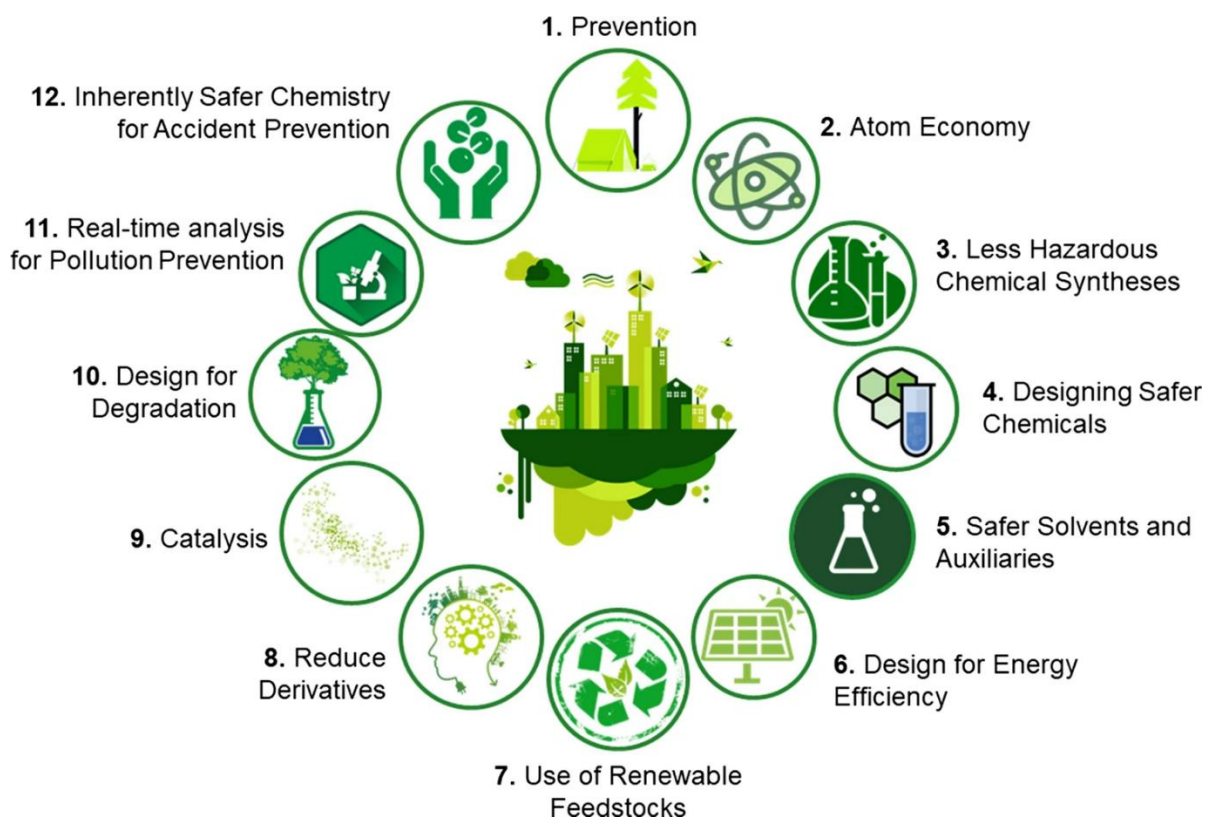 1. Prevention
2. Atom Economy
3. Less Hazardous
Chemical Syntheses
4. Designing Safer
Chemicals
5. Safer Solvents and
Auxiliaries
6. Design for Energy
Efficiency
7. Use of Renewable
Feedstocks
8. Reduce
Derivatives
9. Catalysis
10. Design for
Degradation
11. Real-time analysis
for Pollution Prevention
12. Inherently Safer Chemistry
for Accident Prevention